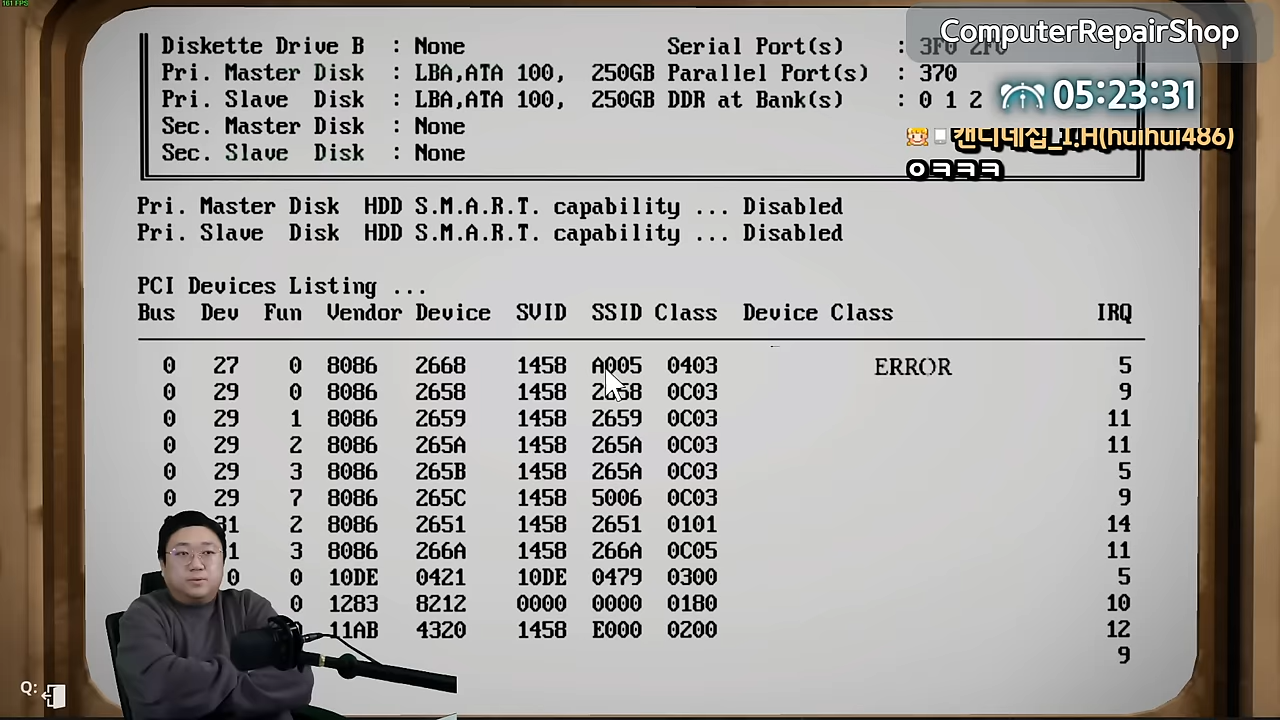 161 FPS
ComputerRepairShop
Diskette Drive B : None Serial Port(s) : 3F0 2F0
Pri. Master Disk : LBA,ATA 100, 250GB Parallel Port(s) : 370
Pri. Slave Disk : LBA,ATA 100, 250GB DDR at Bank(s) : 0 1 2
05:23:31
Sec. Master Disk : None
캔디네집_I.H(huihui486)
Sec. Slave Disk : None
ㅇㅋㅋㅋ
Pri. Master Disk HDD S.M.A.R.T. capability ... Disabled
Pri. Slave Disk HDD S.M.A.R.T. capability ... Disabled
PCI Devices Listing ...
Bus Dev Fun Vendor Device SVID SSID Class Device Class IRQ
0 27 0 8086 2668 1458 A005 0403 ERROR 5
0 29 0 8086 2658 1458 2658 0C03 9
0 29 1 8086 2659 1458 2659 0C03 11
0 29 2 8086 265A 1458 265A 0C03 11
0 29 3 8086 265B 1458 265A 0C03 5
0 29 7 8086 265C 1458 5006 0C03 9
31 2 8086 2651 1458 2651 0101 14
1 3 8086 266A 1458 266A 0C05 11
0 0 10DE 0421 10DE 0479 0300 5
0 1283 8212 0000 0000 0180 10
11AB 4320 1458 E000 0200 12
9
Q: